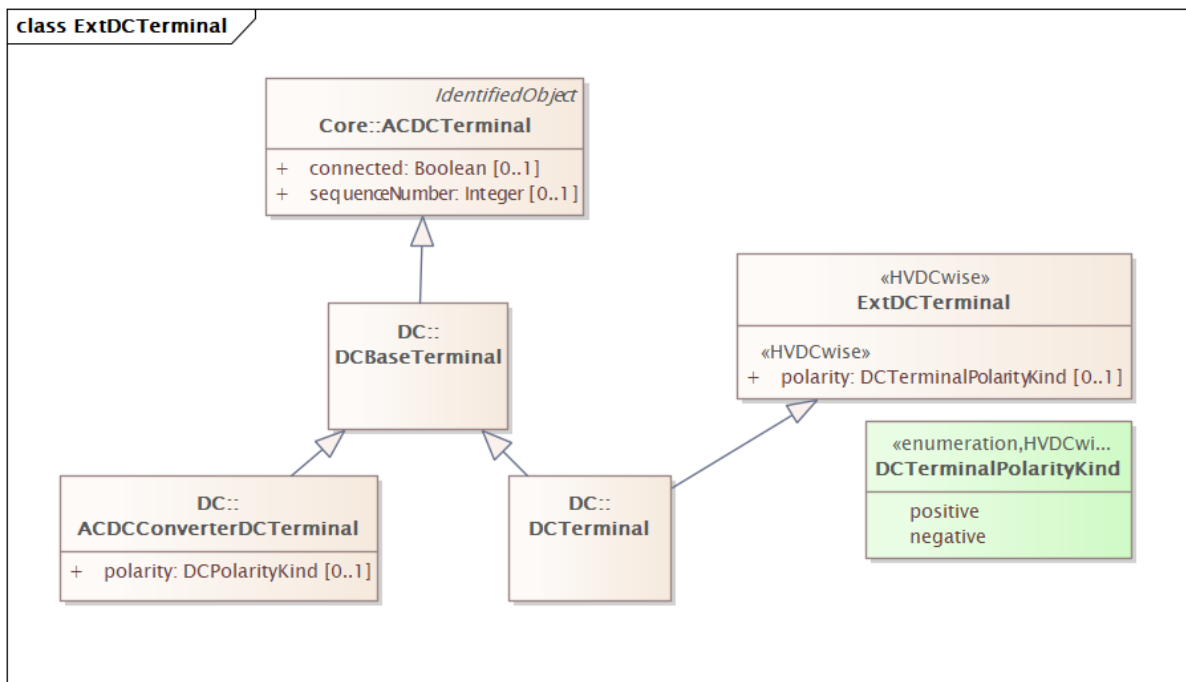 class ExtDCTerminal
IdentifiedObject
Core::ACDCTerminal
+ connected: Boolean [0..1]
+ sequenceNumber: Integer [0..1]
«HVDCwise»
ExtDCTerminal
«HVDCwise»
+ polarity: DCTerminalPolarityKind [0..1]
DC::
DCBaseTerminal
«enumeration,HVDCwi...
DCTerminalPolarityKind
positive
negative
DC::
ACDCConverterDCTerminal
+ polarity: DCPolarityKind [0..1]
DC::
DCTerminal